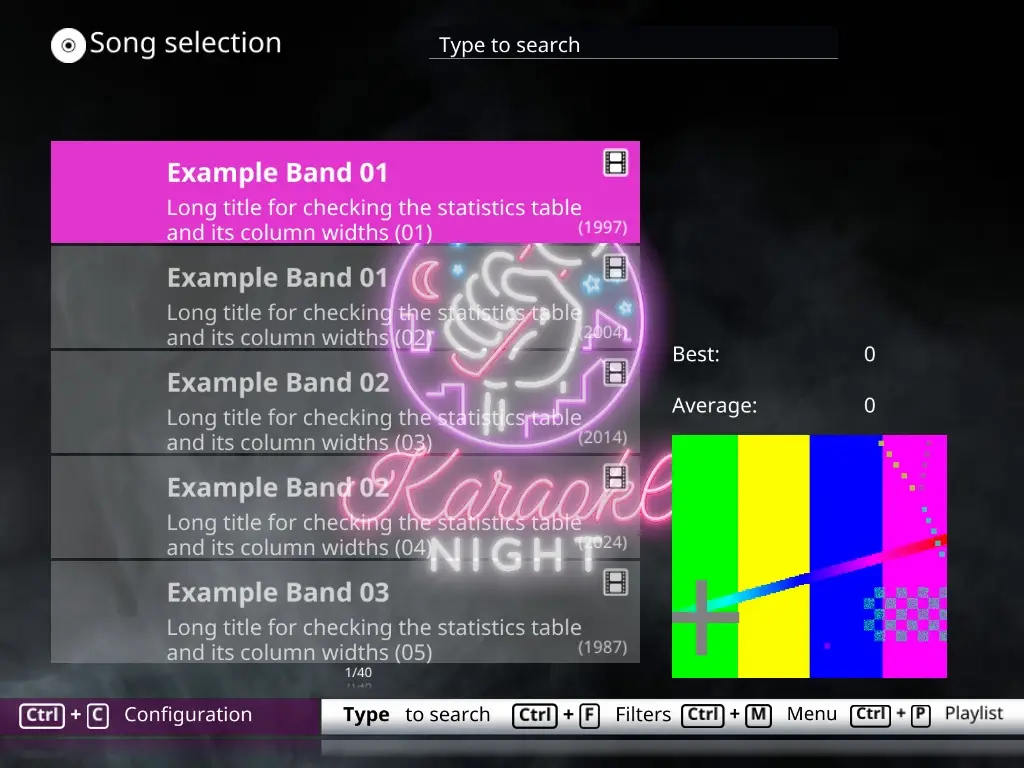 Song selection
Type to search
Example Band 01
Long title for checking the statistics table
and its column widths (01)
(1997)
Example Band 01
Long title for checking the statistics table
and its column widths (02)
(2004)
Example Band 02
Long title for checking the statistics table
and its column widths (03)
(2014)
Example Band 02
Long title for checking the statistics table
and its column widths (04)
(2024)
Example Band 03
Long title for checking the statistics table
and its column widths (05)
(1987)
Karaoke
NIGHT
Best: 0
Average: 0
1/40
Ctrl + C Configuration
Type to search Ctrl + F Filters Ctrl + M Menu Ctrl + P Playlist